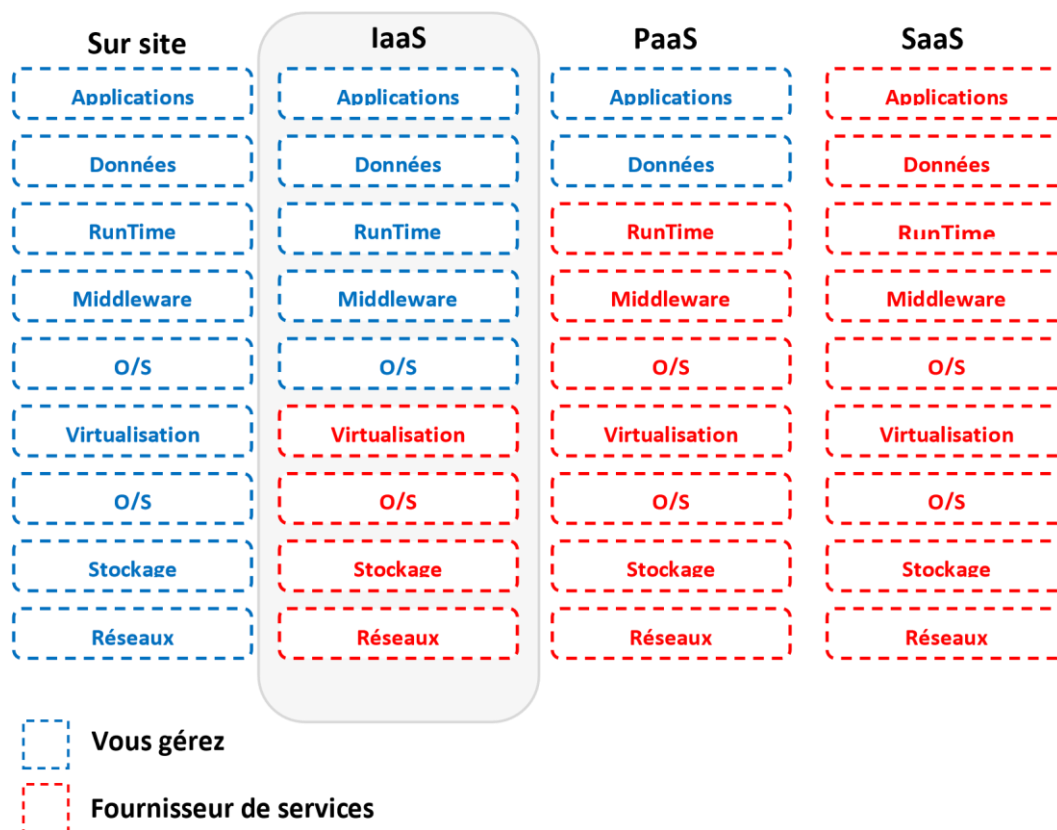 Sur site
IaaS
PaaS
SaaS
Applications
Applications
Applications
Applications
Données
Données
Données
Données
RunTime
RunTime
RunTime
RunTime
Middleware
Middleware
Middleware
Middleware
O/S
O/S
O/S
O/S
Virtualisation
Virtualisation
Virtualisation
Virtualisation
O/S
O/S
O/S
O/S
Stockage
Stockage
Stockage
Stockage
Réseaux
Réseaux
Réseaux
Réseaux
Vous gérez
Fournisseur de services